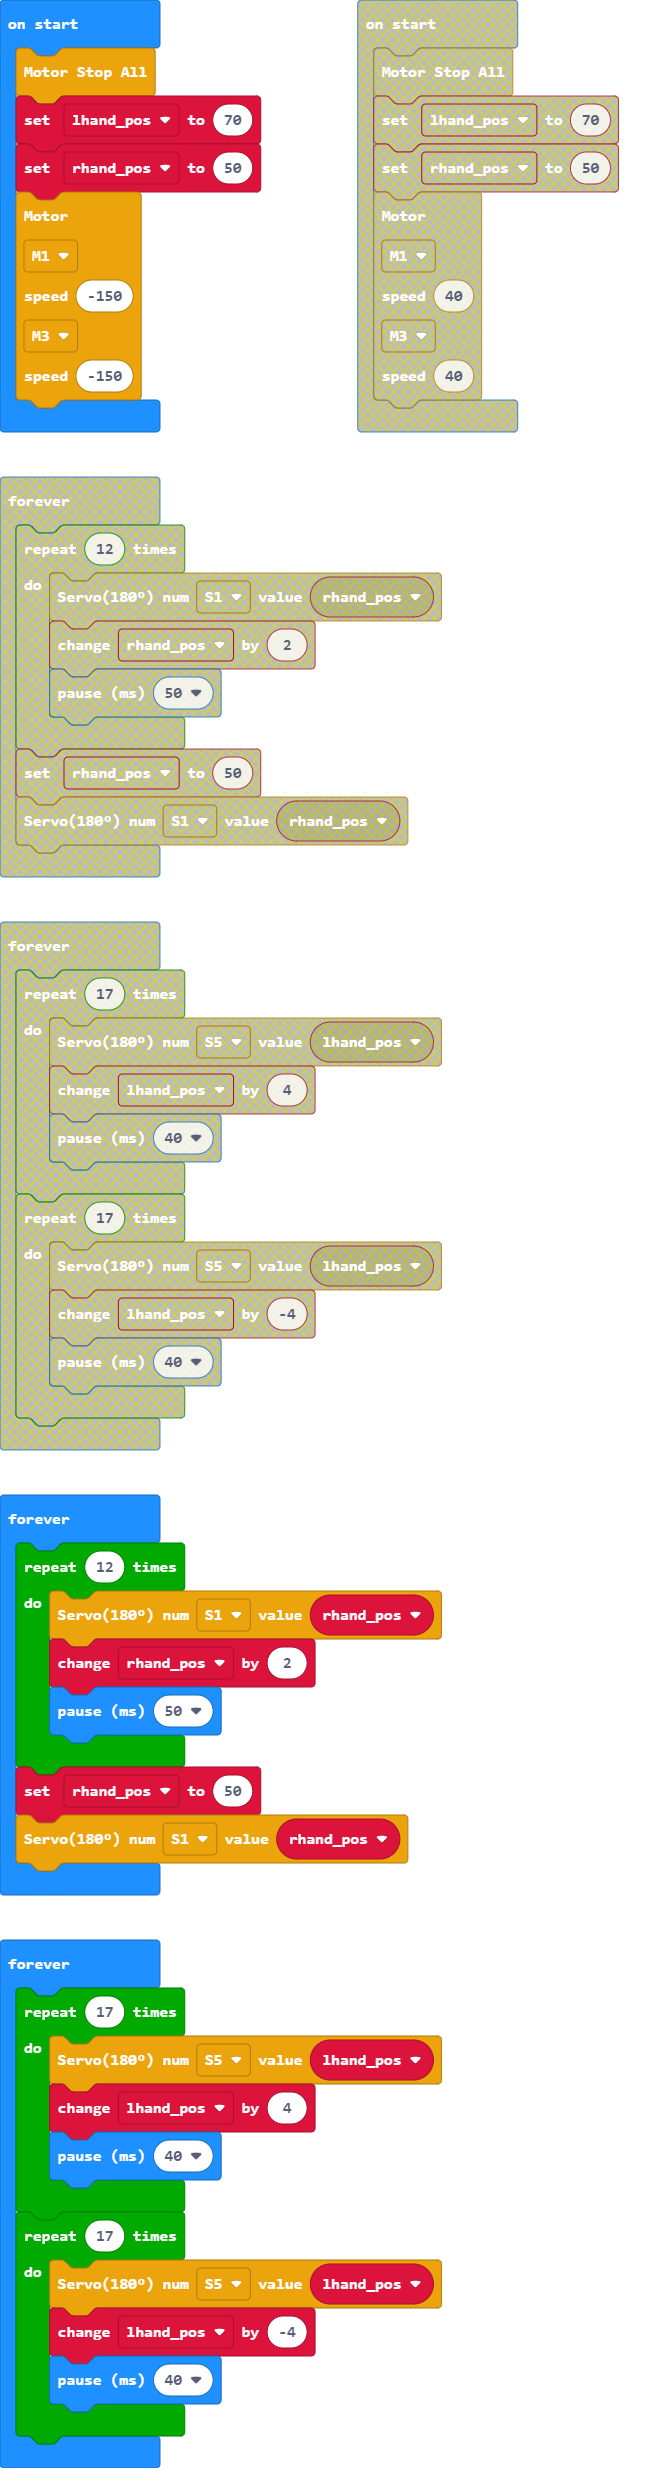 on start
Motor Stop All
set lhand_pos to 70
set rhand_pos to 50
Motor
M1
speed -150
M3
speed -150
on start
Motor Stop All
set lhand_pos to 70
set rhand_pos to 50
Motor
M1
speed 40
M3
speed 40
forever
repeat 12 times
do
Servo(180°) num S1 value rhand_pos
change rhand_pos by 2
pause (ms) 50
set rhand_pos to 50
Servo(180°) num S1 value rhand_pos
forever
repeat 17 times
do
Servo(180°) num S5 value lhand_pos
change lhand_pos by 4
pause (ms) 40
repeat 17 times
do
Servo(180°) num S5 value lhand_pos
change lhand_pos by -4
pause (ms) 40
forever
repeat 12 times
do
Servo(180°) num S1 value rhand_pos
change rhand_pos by 2
pause (ms) 50
set rhand_pos to 50
Servo(180°) num S1 value rhand_pos
forever
repeat 17 times
do
Servo(180°) num S5 value lhand_pos
change lhand_pos by 4
pause (ms) 40
repeat 17 times
do
Servo(180°) num S5 value lhand_pos
change lhand_pos by -4
pause (ms) 40